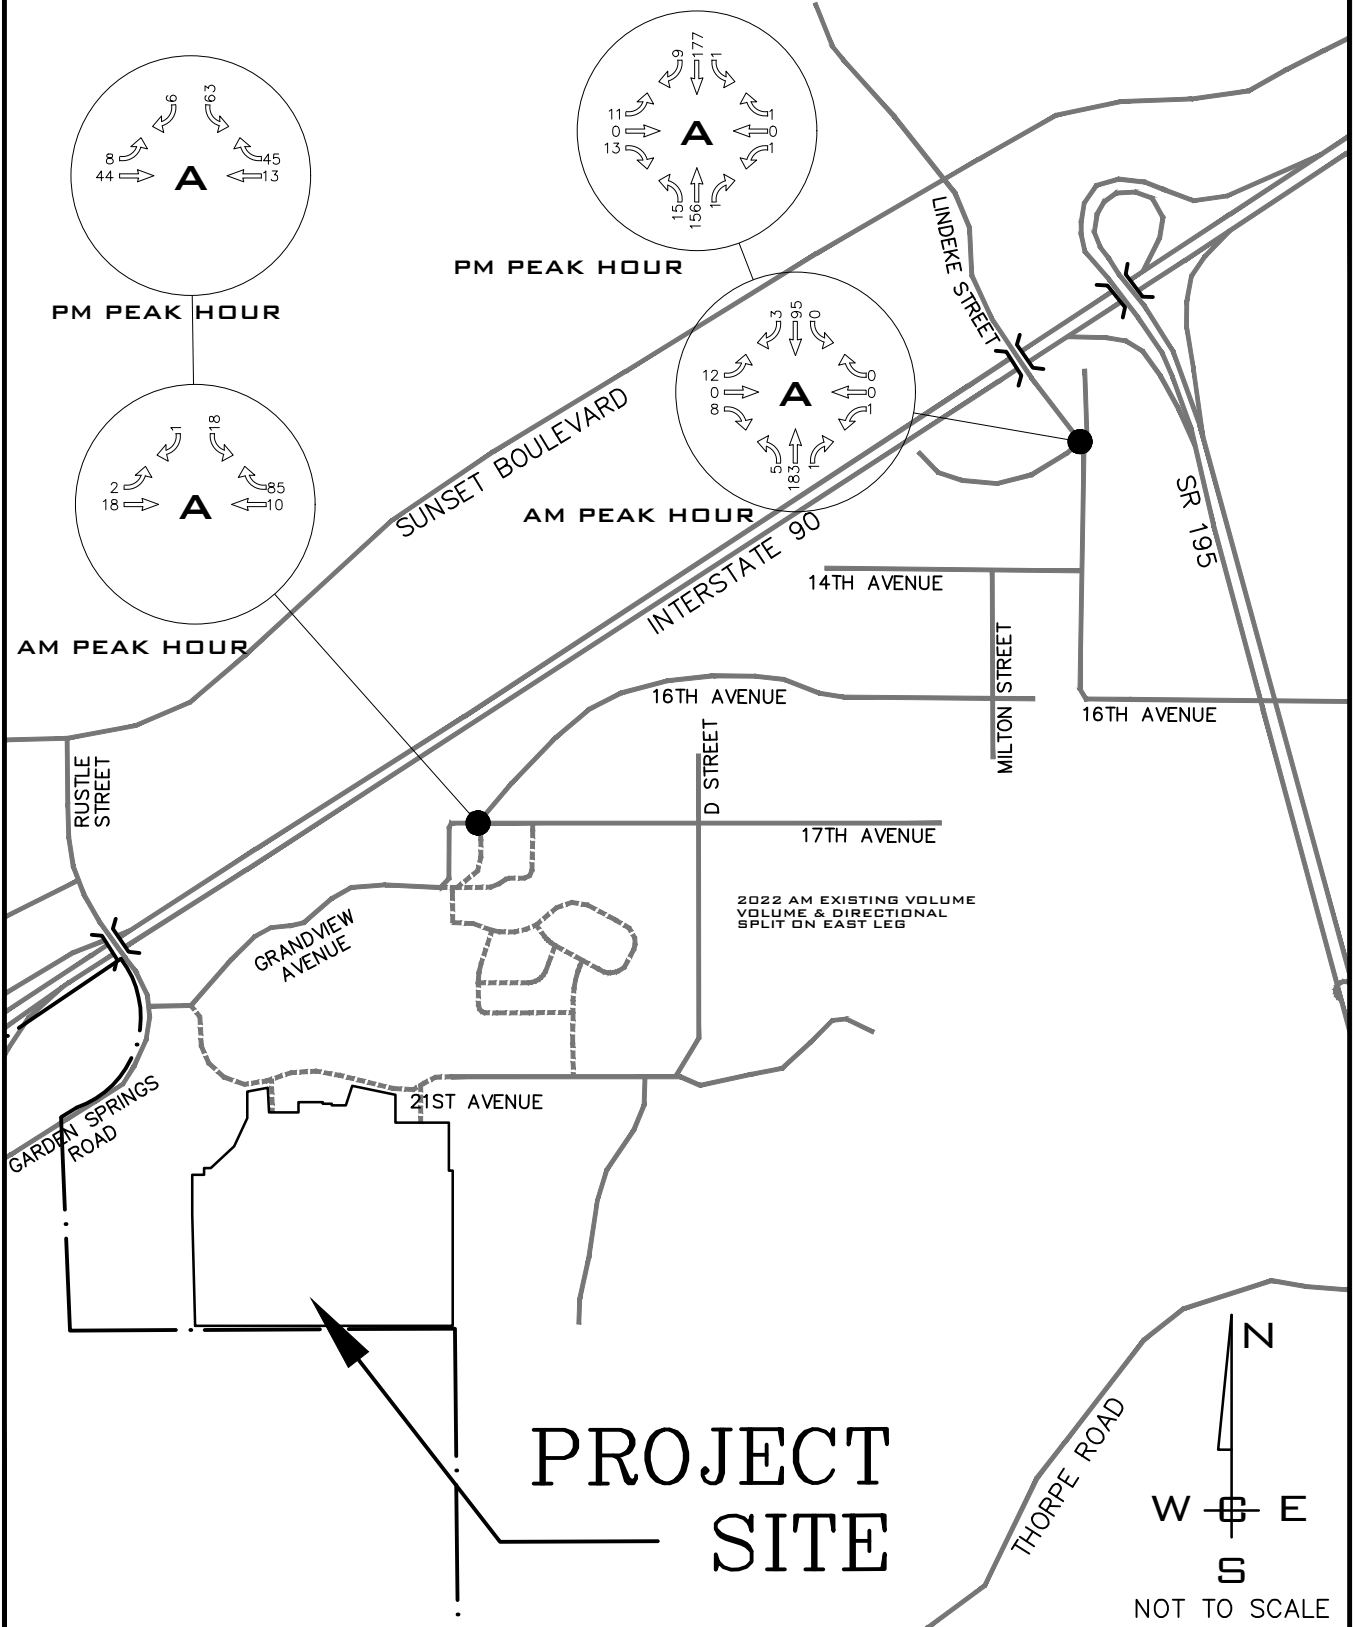 9
177
1
11
0
13
A
1
0
1
15
156
1
PM PEAK HOUR
6
63
8
44
A
45
13
PM PEAK HOUR
3
95
0
12
0
8
A
0
0
1
5
183
1
AM PEAK HOUR
1
18
2
18
A
85
10
AM PEAK HOUR
LINDEKE STREET
SUNSET BOULEVARD
INTERSTATE 90
SR 195
14TH AVENUE
MILTON STREET
16TH AVENUE
16TH AVENUE
D STREET
RUSTLE
STREET
17TH AVENUE
2022 AM EXISTING VOLUME
VOLUME & DIRECTIONAL
SPLIT ON EAST LEG
GRANDVIEW
AVENUE
GARDEN SPRINGS
ROAD
21ST AVENUE
PROJECT
SITE
THORPE ROAD
N
W C E
S
NOT TO SCALE